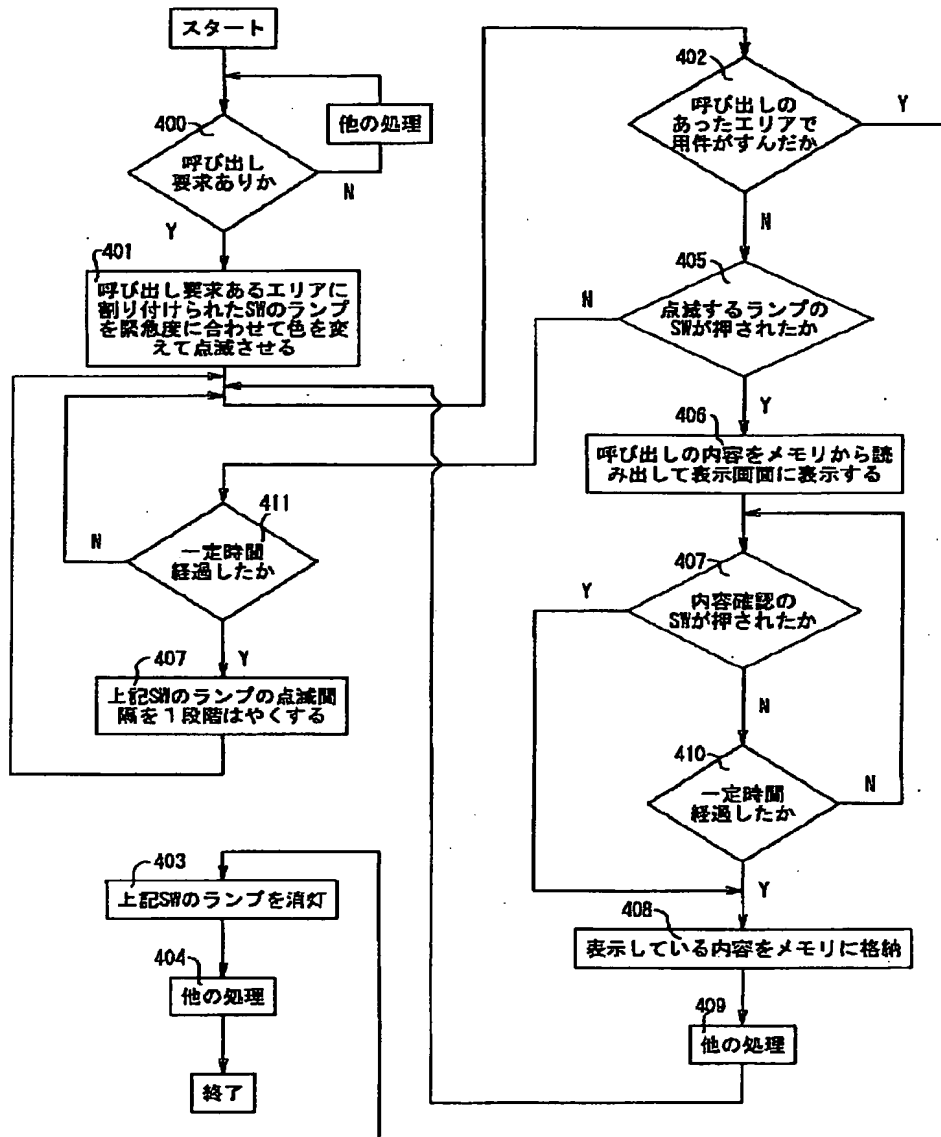 スタート
他の処理
400
呼び出し
要求ありか
N
Y
401
呼び出し要求あるエリアに
割り付けられたSWのランプ
を緊急度に合わせて色を変
えて点滅させる
411
一定時間
経過したか
N
Y
407
上記SWのランプの点滅間
隔を1段階はやくする
403
上記SWのランプを消灯
404
他の処理
終了
402
呼び出しの
あったエリアで
用件がすんだか
Y
N
405
点滅するランプの
SWが押されたか
N
Y
406
呼び出しの内容をメモリから読
み出して表示画面に表示する
407
内容確認の
SWが押されたか
Y
N
410
一定時間
経過したか
N
Y
408
表示している内容をメモリに格納
409
他の処理